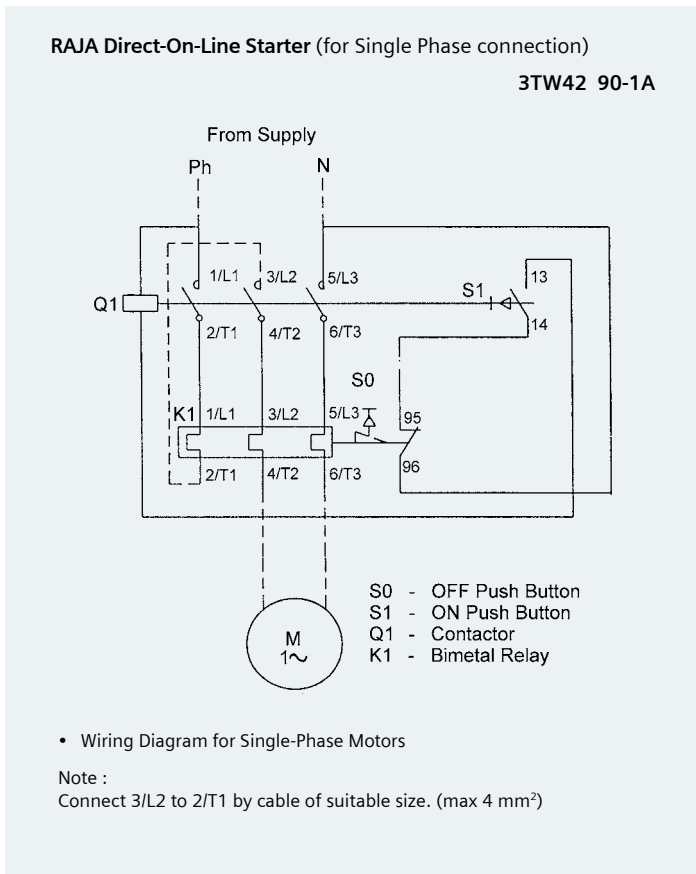 RAJA Direct-On-Line Starter (for Single Phase connection)
3TW42 90-1A
From Supply
Ph N
1/L1 3/L2 5/L3 S1 13
Q1
2/T1 4/T2 6/T3 14
S0
K1 1/L1 3/L2 5/L3 95
2/T1 4/T2 6/T3 96
M
1~
S0 - OFF Push Button
S1 - ON Push Button
Q1 - Contactor
K1 - Bimetal Relay
• Wiring Diagram for Single-Phase Motors
Note :
Connect 3/L2 to 2/T1 by cable of suitable size. (max 4 mm²)